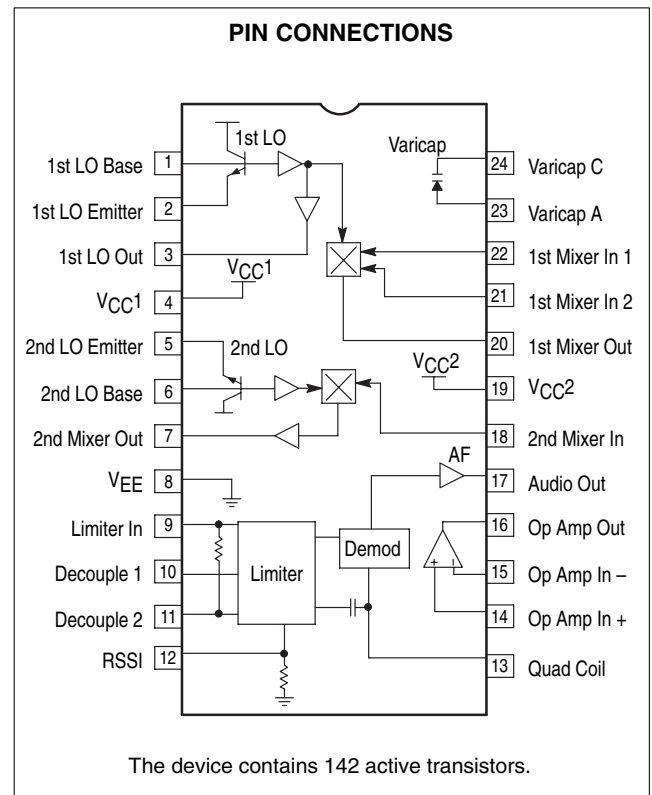 PIN CONNECTIONS
1st LO
Varicap
1st LO Base 1
24 Varicap C
1st LO Emitter 2
23 Varicap A
1st LO Out 3
22 1st Mixer In 1
VCC1
VCC1 4
21 1st Mixer In 2
2nd LO Emitter 5
2nd LO
20 1st Mixer Out
VCC2
2nd LO Base 6
19 VCC2
2nd Mixer Out 7
18 2nd Mixer In
AF
VEE 8
17 Audio Out
Limiter In 9
16 Op Amp Out
Demod
Decouple 1 10
Limiter
+ –
15 Op Amp In –
Decouple 2 11
14 Op Amp In +
RSSI 12
13 Quad Coil
The device contains 142 active transistors.